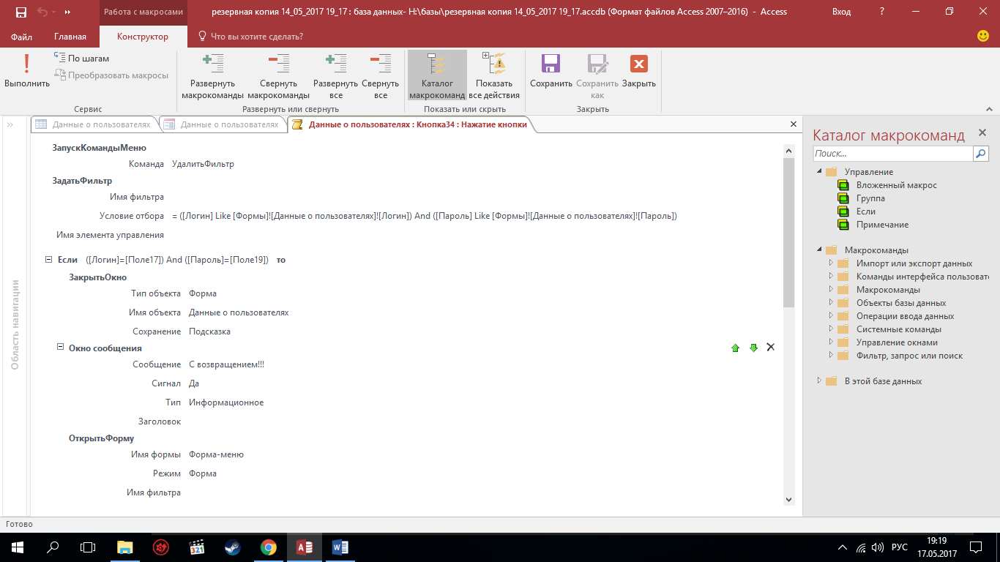 Работа с макросами
резервная копия 14_05_2017 19_17 : база данных- H:\базы\резервная копия 14_05_2017 19_17.accdb (Формат файлов Access 2007–2016) - Access
Вход
?
Файл
Главная
Конструктор
Что вы хотите сделать?
Выполнить
По шагам
Преобразовать макросы
Сервис
Развернуть макрокоманды
Свернуть макрокоманды
Развернуть все
Свернуть все
Развернуть или свернуть
Каталог макрокоманд
Показать все действия
Показать или скрыть
Сохранить
Сохранить как
Закрыть
Закрыть
Данные о пользователях
Данные о пользователях
Данные о пользователях : Кнопка34 : Нажатие кнопки
Область навигации
ЗапускКомандыМеню
Команда УдалитьФильтр
ЗадатьФильтр
Имя фильтра
Условие отбора = ([Логин] Like [Формы]![Данные о пользователях]![Логин]) And ([Пароль] Like [Формы]![Данные о пользователях]![Пароль])
Имя элемента управления
Если ([Логин]=[Поле17]) And ([Пароль]=[Поле19]) то
ЗакрытьОкно
Тип объекта Форма
Имя объекта Данные о пользователях
Сохранение Подсказка
Окно сообщения
Сообщение С возвращением!!!
Сигнал Да
Тип Информационное
Заголовок
ОткрытьФорму
Имя формы Форма-меню
Режим Форма
Имя фильтра
Каталог макрокоманд
Поиск...
Управление
Вложенный макрос
Группа
Если
Примечание
Макрокоманды
Импорт или экспорт данных
Команды интерфейса пользоват
Макрокоманды
Объекты базы данных
Операции ввода данных
Системные команды
Управление окнами
Фильтр, запрос или поиск
В этой базе данных
Готово
321
РУС
19:19
17.05.2017